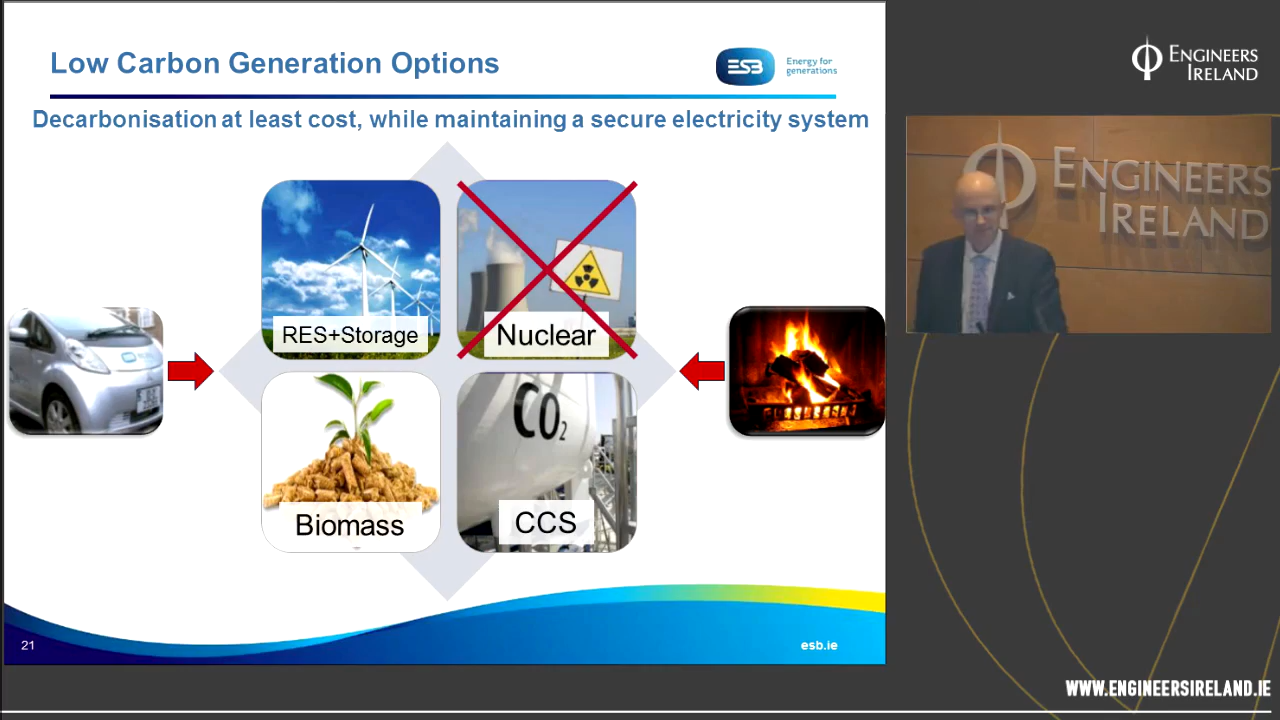 Low Carbon Generation Options
ESB
Energy for
generations
Decarbonisation at least cost, while maintaining a secure electricity system
RES+Storage
Nuclear
CO2
Biomass
CCS
21
esb.ie
ENGINEERS
IRELAND
ENGINEERS
IRELAND
WWW.ENGINEERSIRELAND.IE